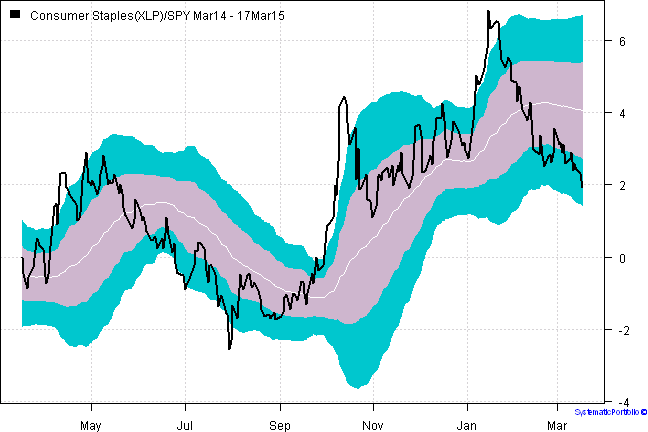 Consumer Staples(XLP)/SPY Mar14 - 17Mar15
6
4
2
0
-2
-4
May Jul Sep Nov Jan Mar
SystematicPortfolio ©